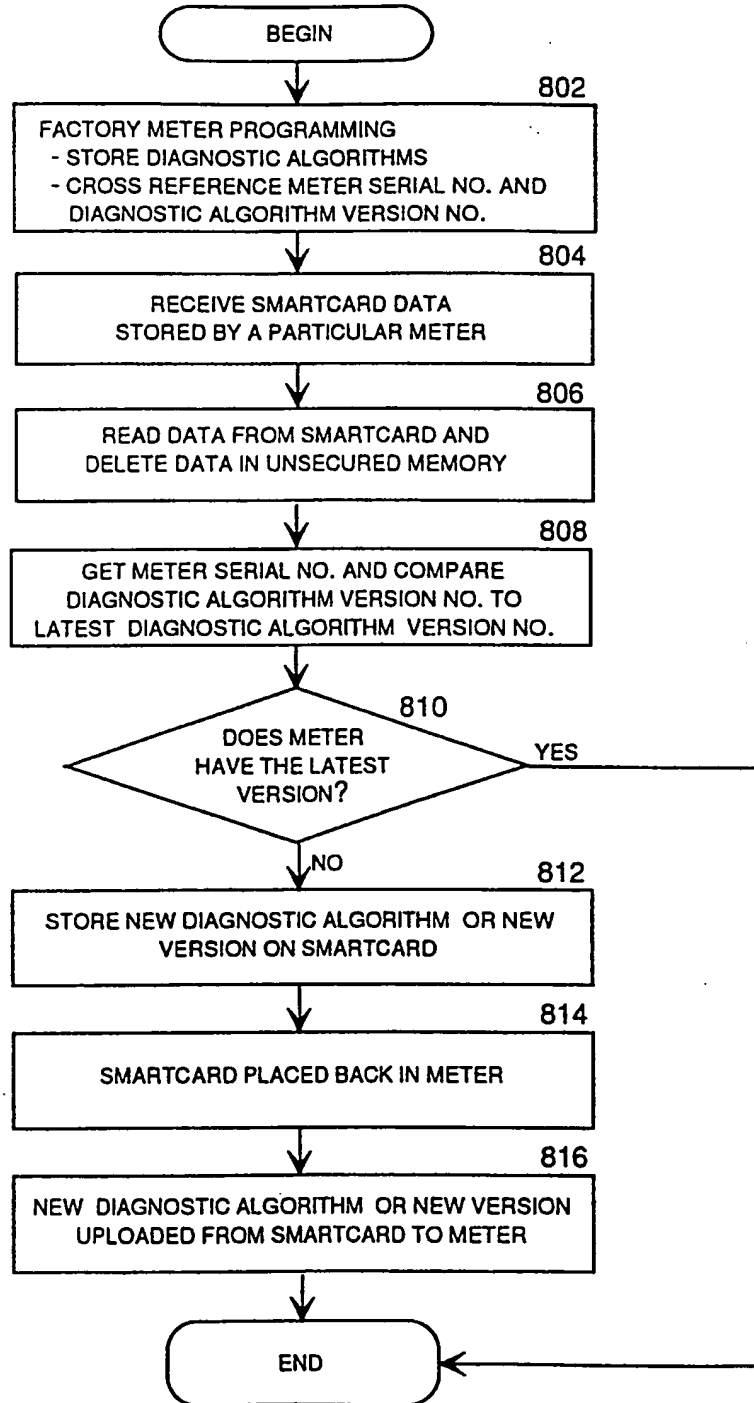 BEGIN
802
FACTORY METER PROGRAMMING
- STORE DIAGNOSTIC ALGORITHMS
- CROSS REFERENCE METER SERIAL NO. AND
DIAGNOSTIC ALGORITHM VERSION NO.
804
RECEIVE SMARTCARD DATA
STORED BY A PARTICULAR METER
806
READ DATA FROM SMARTCARD AND
DELETE DATA IN UNSECURED MEMORY
808
GET METER SERIAL NO. AND COMPARE
DIAGNOSTIC ALGORITHM VERSION NO. TO
LATEST DIAGNOSTIC ALGORITHM VERSION NO.
810
DOES METER
HAVE THE LATEST
VERSION?
YES
NO
812
STORE NEW DIAGNOSTIC ALGORITHM OR NEW
VERSION ON SMARTCARD
814
SMARTCARD PLACED BACK IN METER
816
NEW DIAGNOSTIC ALGORITHM OR NEW VERSION
UPLOADED FROM SMARTCARD TO METER
END